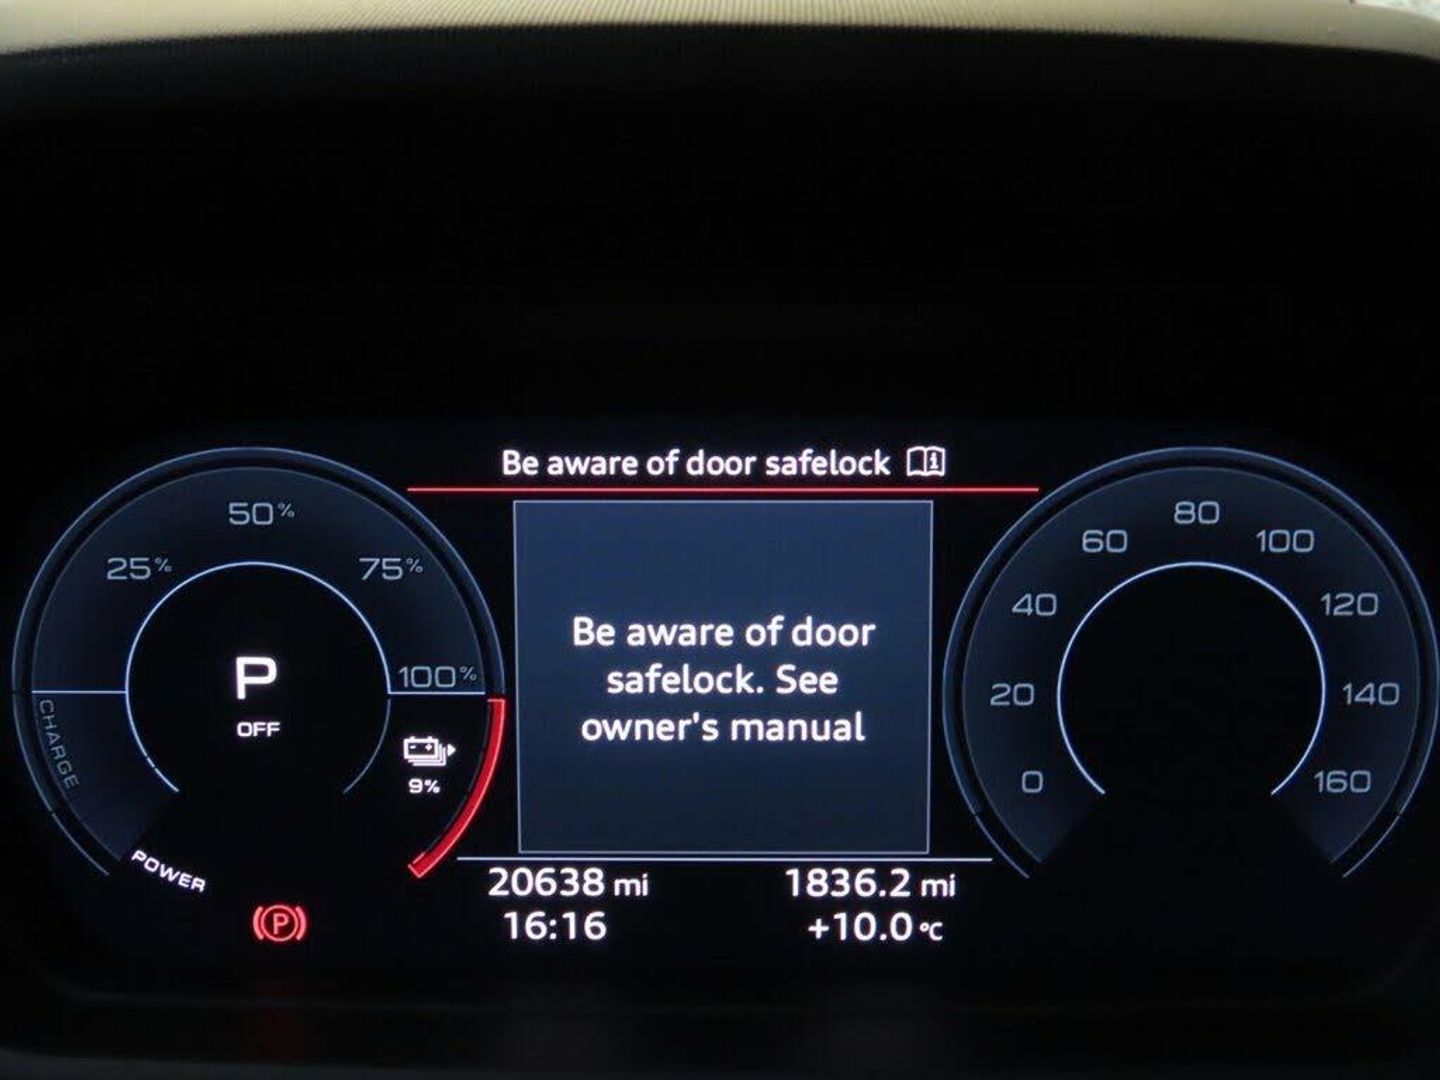 Be aware of door safelock
50%
25%
75%
100%
P
OFF
CHARGE
9%
POWER
P
Be aware of door
safelock. See
owner's manual
80
60
100
40
120
20
140
0
160
20638 mi
1836.2 mi
16:16
+10.0 °C